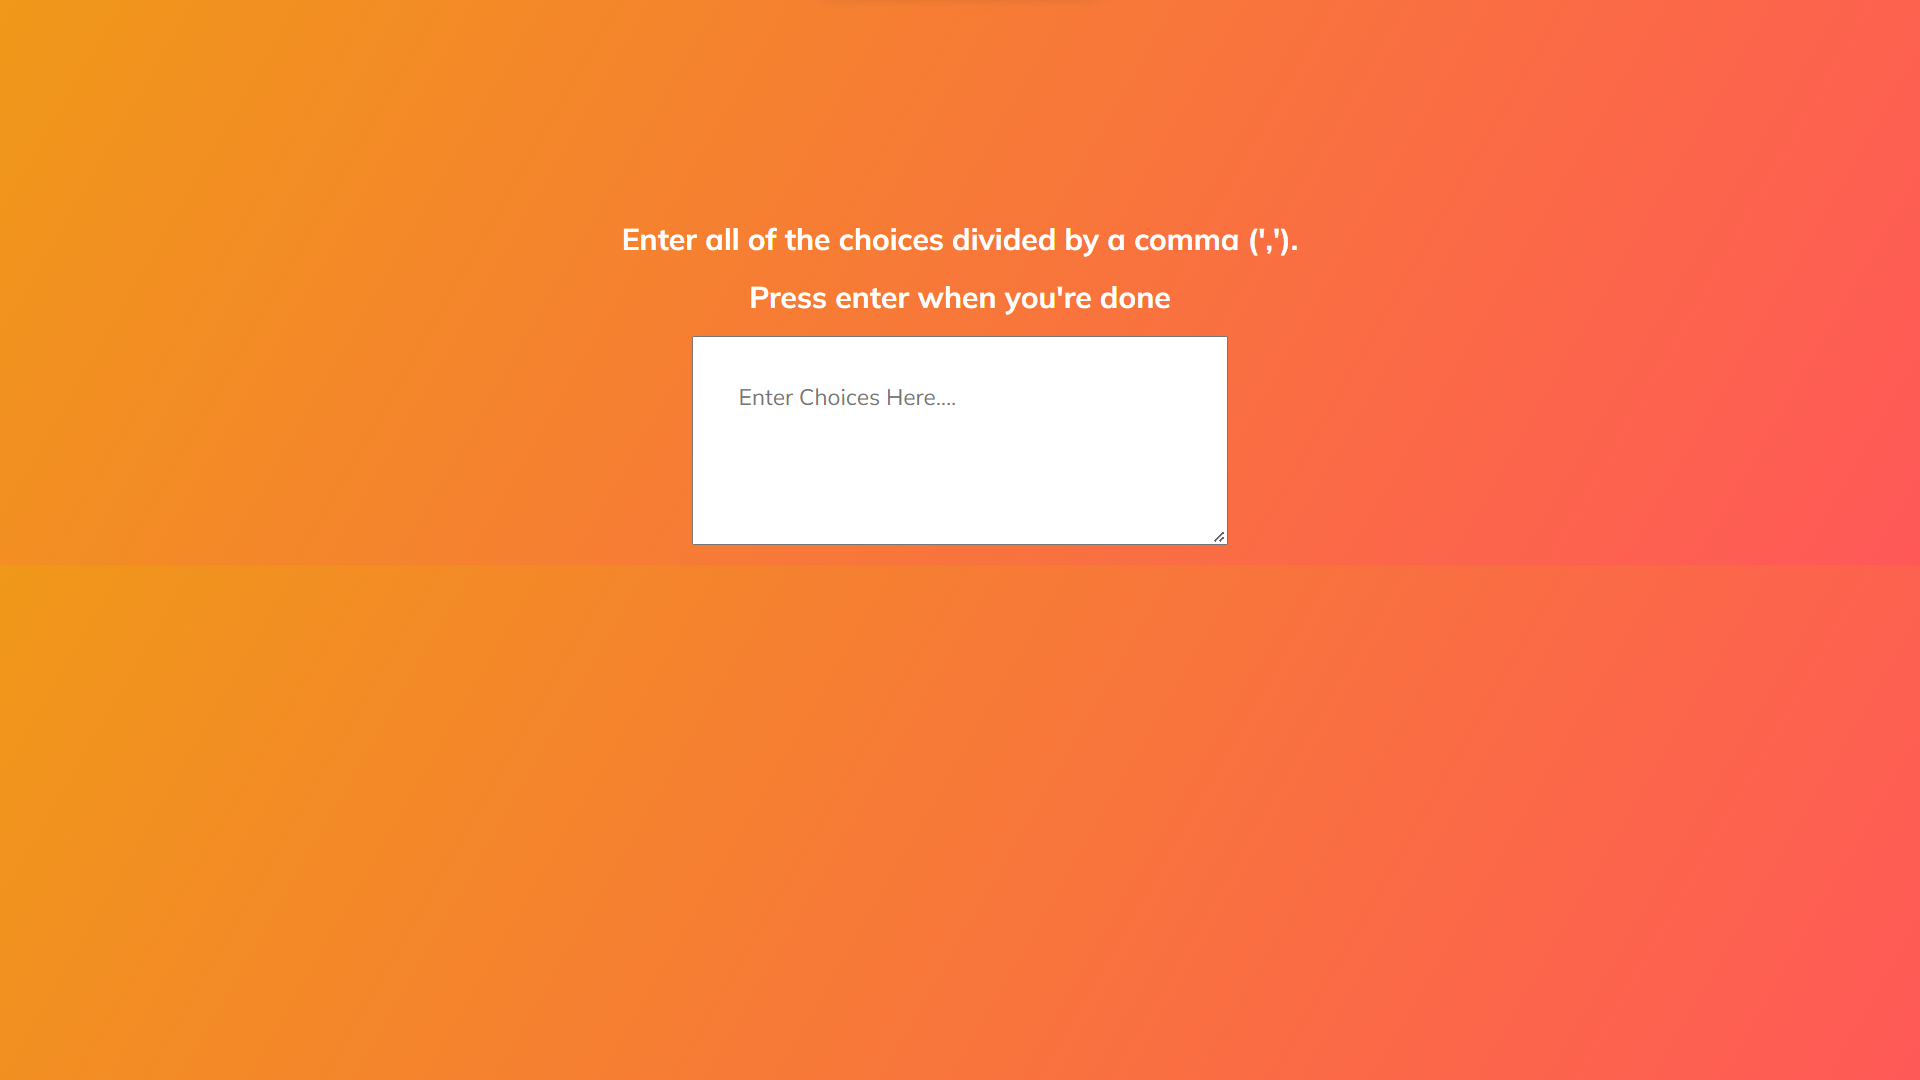 Enter all of the choices divided by a comma (',').
Press enter when you're done
Enter Choices Here....